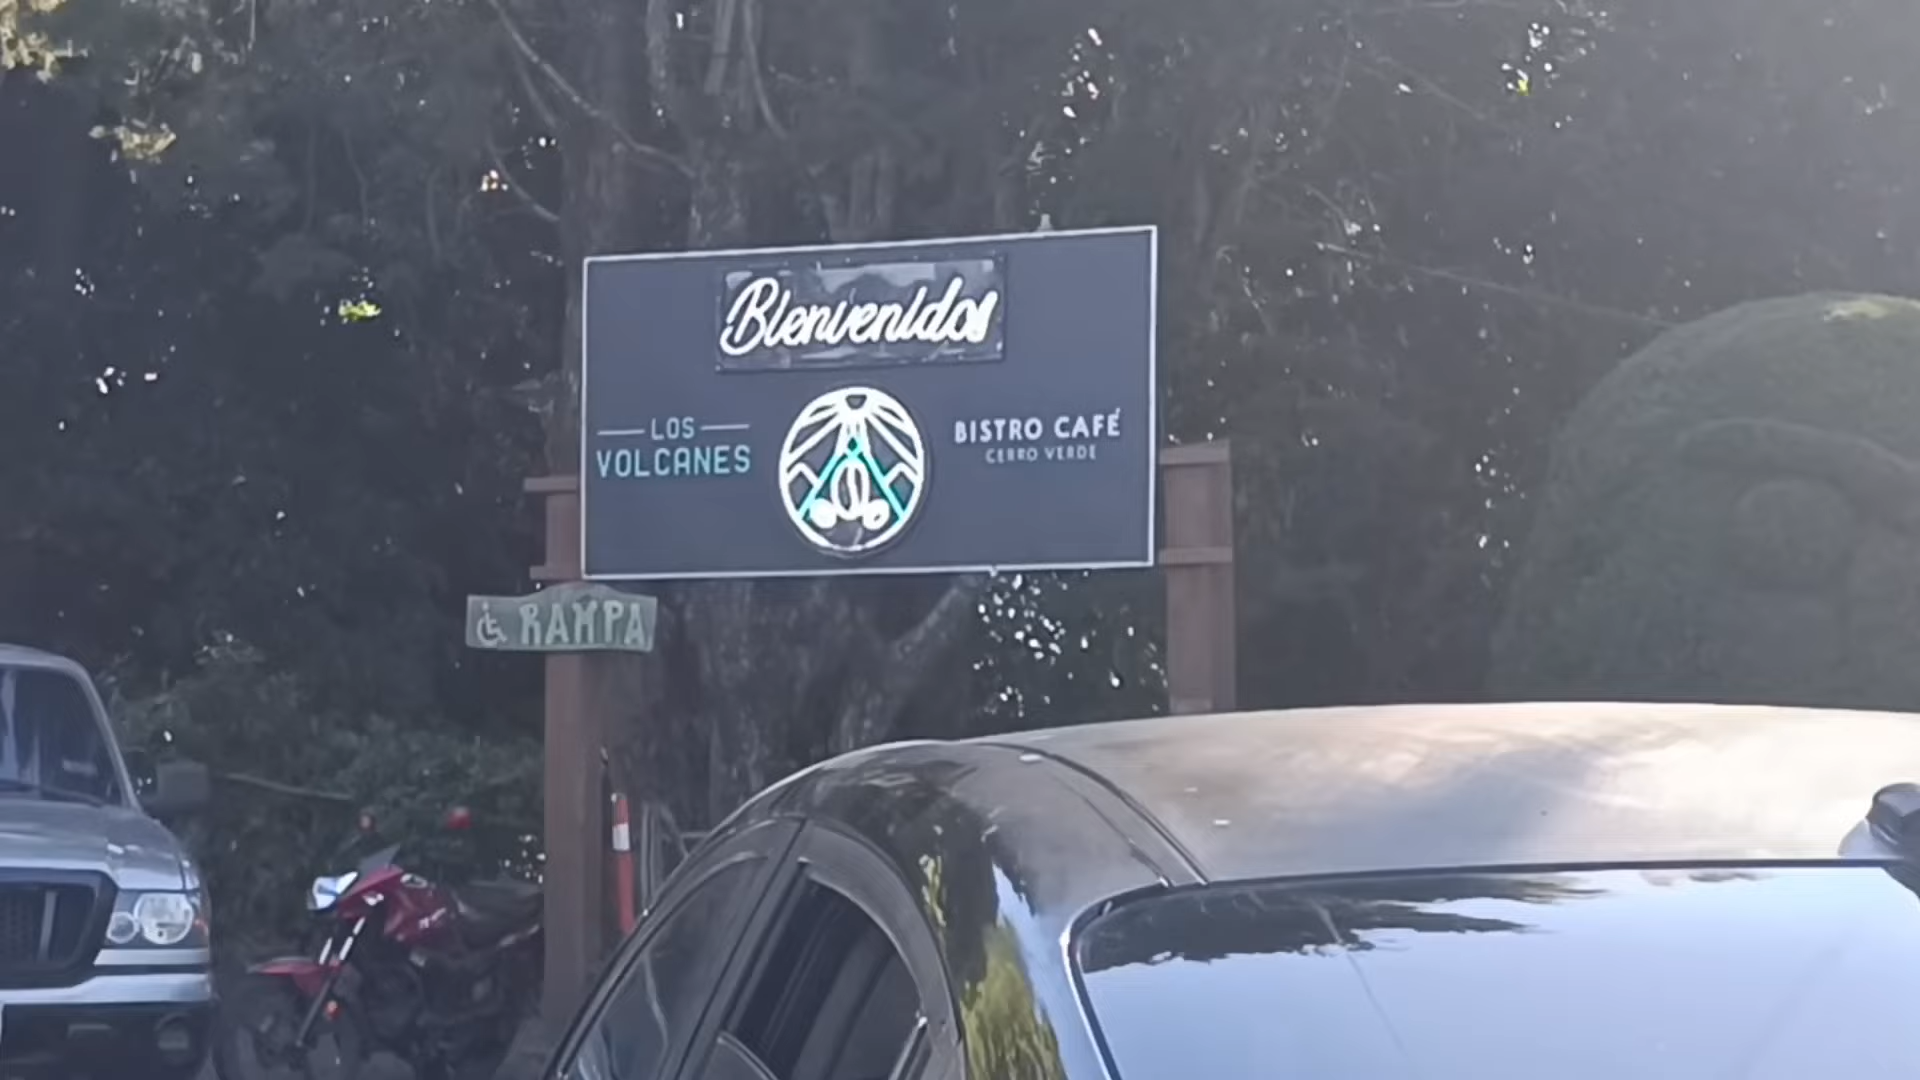 Bienvenidos
LOS
VOLCANES
BISTRO CAFÉ
CERRO VERDE
RAMPA